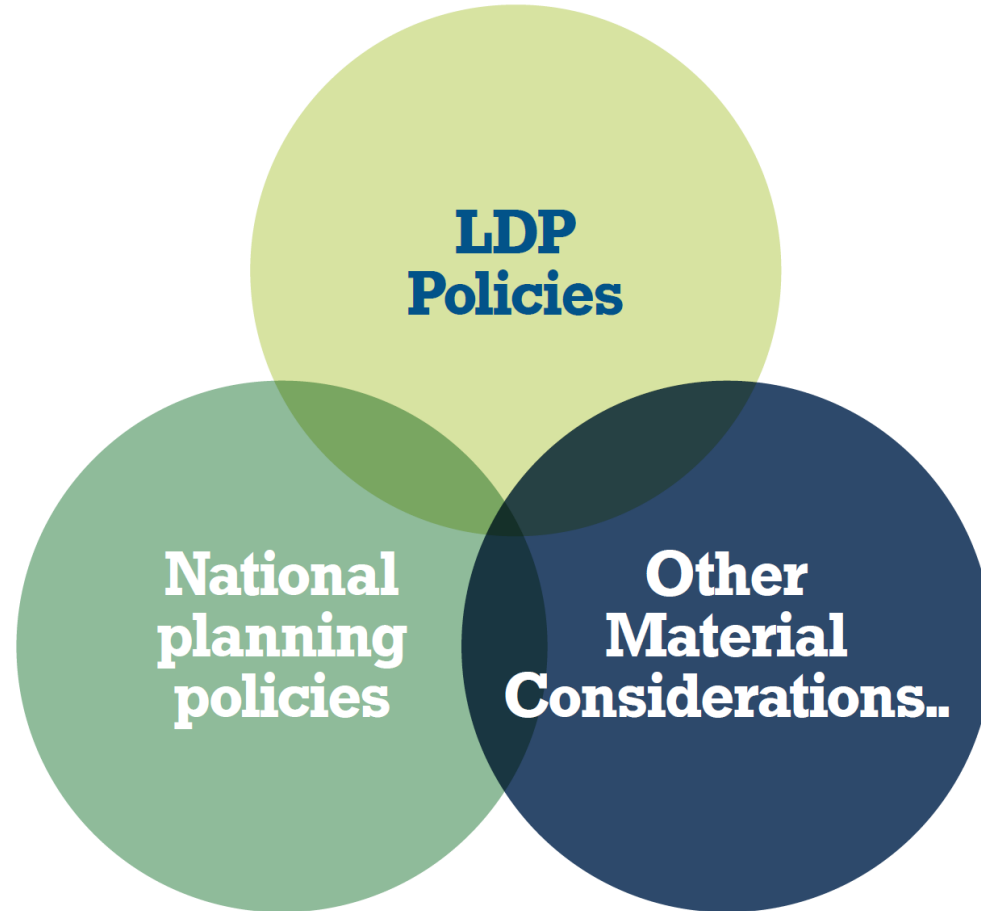 LDP
Policies
National
planning
policies
Other
Material
Considerations..